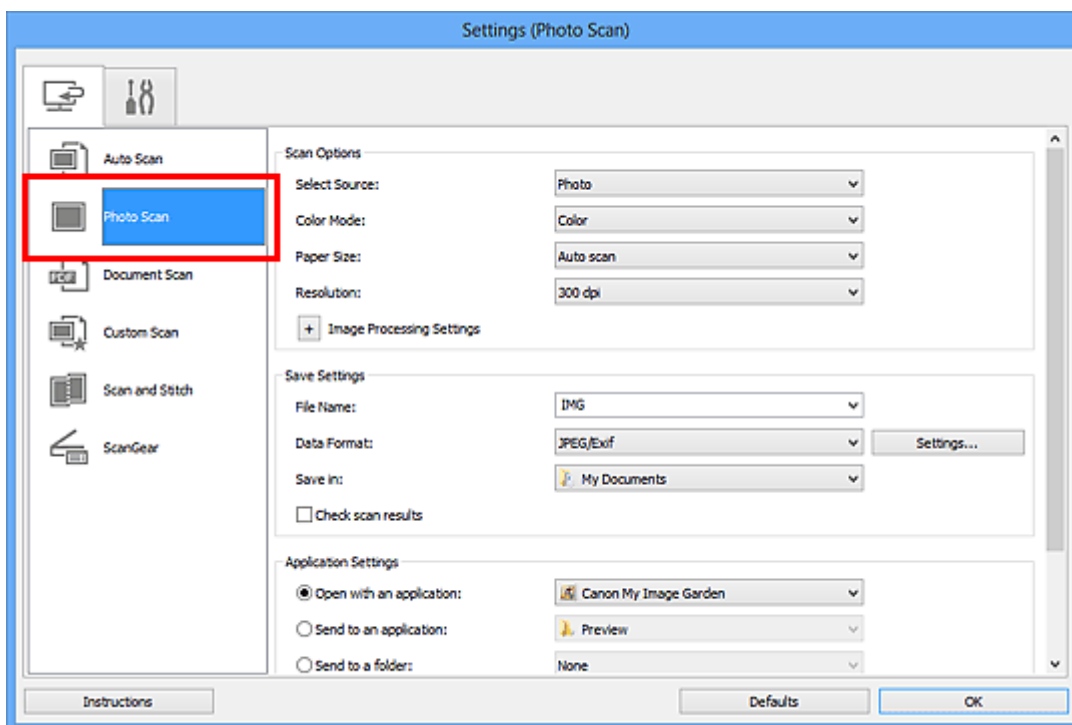 Settings (Photo Scan)
Auto Scan
Photo Scan
Document Scan
Custom Scan
Scan and Stitch
ScanGear
Scan Options
Select Source: Photo
Color Mode: Color
Paper Size: Auto scan
Resolution: 300 dpi
+ Image Processing Settings
Save Settings
File Name: IMG
Data Format: JPEG/Exif Settings...
Save in: My Documents
Check scan results
Application Settings
Open with an application: Canon My Image Garden
Send to an application: Preview
Send to a folder: None
Instructions Defaults OK